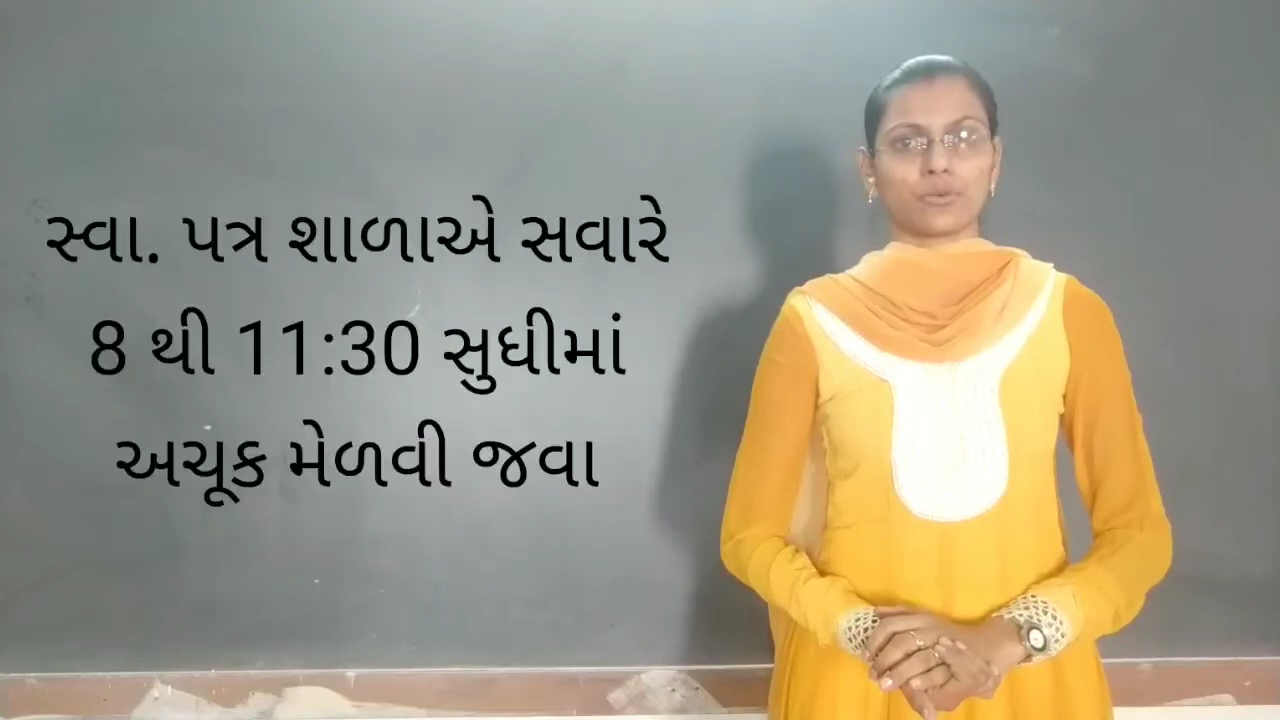 સ્વા. પત્ર શાળાએ સવારે
8 થી 11:30 સુધીમાં
અચૂક મેળવી જવા